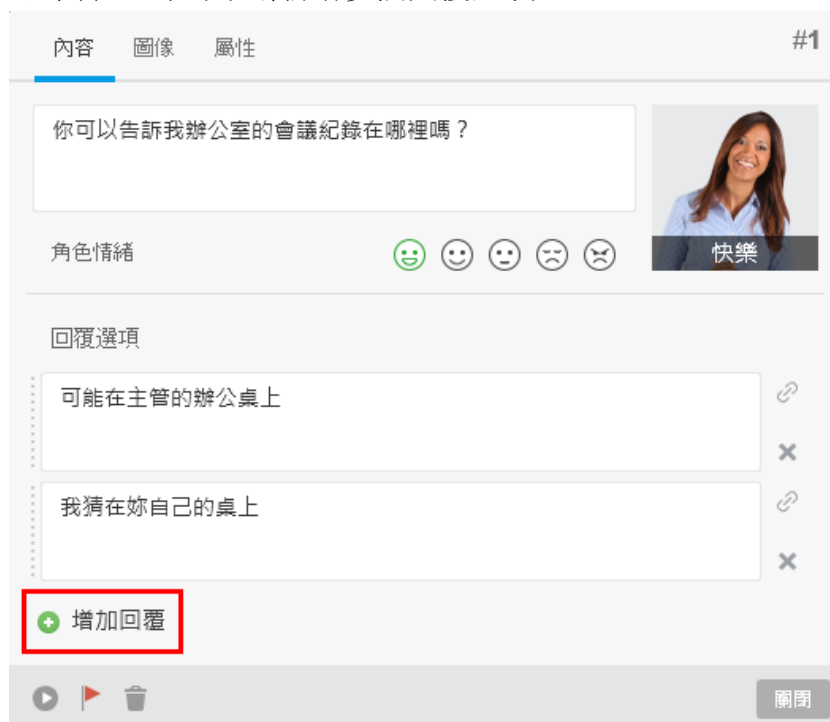 內容 圖像 屬性 #1
你可以告訴我辦公室的會議紀錄在哪裡嗎？
角色情緒
快樂
回覆選項
可能在主管的辦公桌上
我猜在妳自己的桌上
增加回覆
關閉